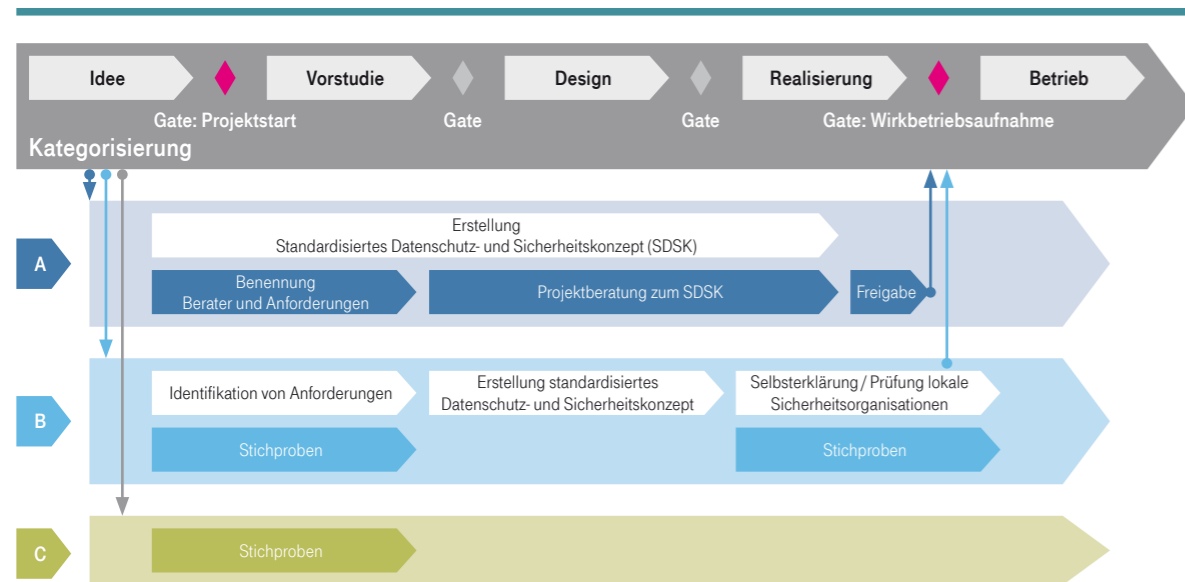 Idee
Vorstudie
Design
Realisierung
Betrieb
Gate: Projektstart
Gate
Gate
Gate: Wirkbetriebsaufnahme
Kategorisierung
A
Erstellung
Standardisiertes Datenschutz- und Sicherheitskonzept (SDSK)
Benennung
Berater und Anforderungen
Projektberatung zum SDSK
Freigabe
B
Identifikation von Anforderungen
Erstellung standardisiertes
Datenschutz- und Sicherheitskonzept
Selbsterklärung / Prüfung lokale
Sicherheitsorganisationen
Stichproben
Stichproben
C
Stichproben